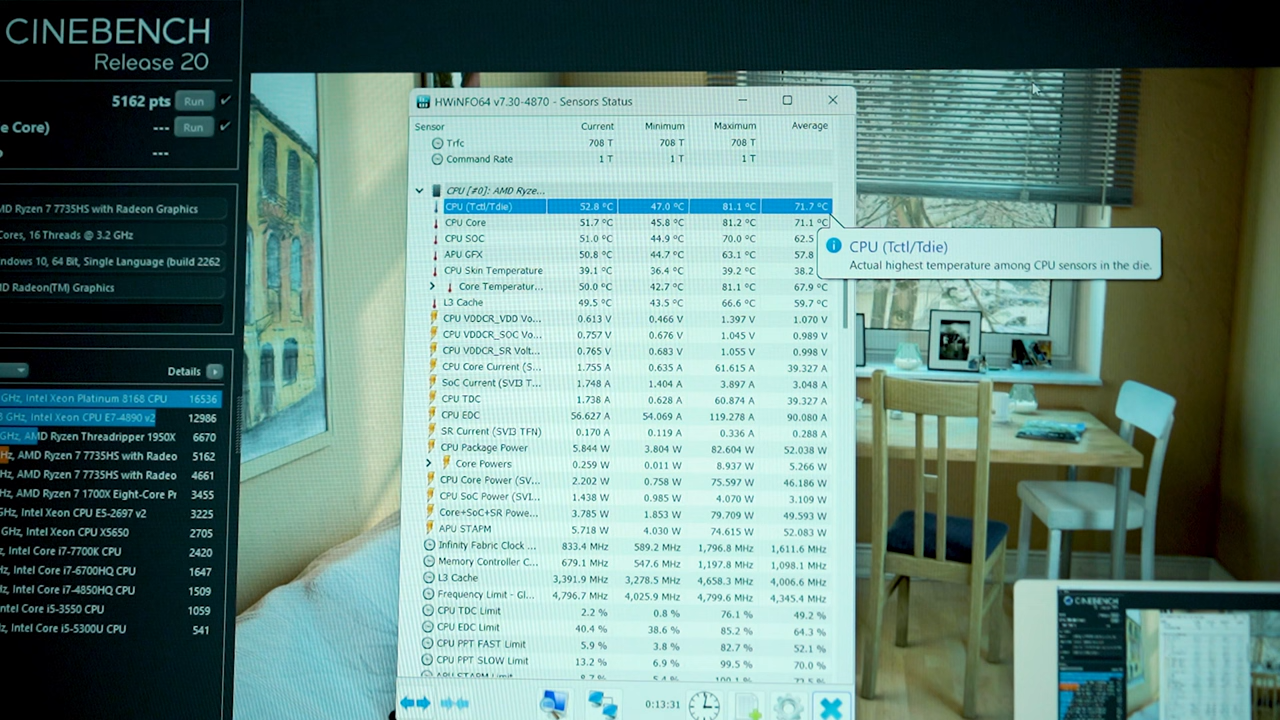 CINEBENCH
Release 20
5162 pts Run
e Core) --- Run
---
MD Ryzen 7 7735HS with Radeon Graphics
Cores, 16 Threads @ 3.2 GHz
indows 10, 64 Bit, Single Language (build 2262
MD Radeon(TM) Graphics
Details
GHz, Intel Xeon Platinum 8168 CPU 16536
8 GHz, Intel Xeon CPU E7-4890 v2 12986
GHz, AMD Ryzen Threadripper 1950X 6670
Hz, AMD Ryzen 7 7735HS with Radeo 5162
Hz, AMD Ryzen 7 7735HS with Radeo 4661
GHz, AMD Ryzen 7 1700X Eight-Core Pr 3455
GHz, Intel Xeon CPU E5-2697 v2 3225
GHz, Intel Xeon CPU X5650 2705
Hz, Intel Core i7-7700K CPU 2420
Hz, Intel Core i7-6700HQ CPU 1647
Hz, Intel Core i7-4850HQ CPU 1509
Hz, Intel Core i5-3550 CPU 1059
Hz, Intel Core i5-5300U CPU 541
HWiNFO64 v7.30-4870 - Sensors Status
Sensor Current Minimum Maximum Average
Trfc 708 T 708 T 708 T
Command Rate 1 T 1 T 1 T
CPU [#0]: AMD Ryze...
CPU (Tctl/Tdie) 52.8 °C 47.0 °C 81.1 °C 71.7 °C
CPU Core 51.7 °C 45.8 °C 81.2 °C 71.1 °C
CPU SOC 51.0 °C 44.9 °C 70.0 °C 62.5
APU GFX 50.8 °C 44.7 °C 63.1 °C 57.8
CPU Skin Temperature 39.1 °C 36.4 °C 39.2 °C 38.2
Core Temperatur... 50.0 °C 42.7 °C 81.1 °C 67.9 °C
L3 Cache 49.5 °C 43.5 °C 66.6 °C 59.7 °C
CPU VDDCR_VDD Vo... 0.613 V 0.466 V 1.397 V 1.070 V
CPU VDDCR_SOC Vo... 0.757 V 0.676 V 1.045 V 0.989 V
CPU VDDCR_SR Volt... 0.765 V 0.683 V 1.055 V 0.998 V
CPU Core Current (S... 1.755 A 0.635 A 61.615 A 39.327 A
SoC Current (SVI3 T... 1.748 A 1.404 A 3.897 A 3.048 A
CPU TDC 1.738 A 0.628 A 60.874 A 39.327 A
CPU EDC 56.627 A 54.069 A 119.278 A 90.080 A
SR Current (SVI3 TFN) 0.170 A 0.119 A 0.336 A 0.288 A
CPU Package Power 5.844 W 3.804 W 82.604 W 52.038 W
Core Powers 0.259 W 0.011 W 8.937 W 5.266 W
CPU Core Power (SV... 2.202 W 0.758 W 75.597 W 46.186 W
CPU SoC Power (SVI... 1.438 W 0.985 W 4.070 W 3.109 W
Core+SoC+SR Powe... 3.785 W 1.853 W 79.709 W 49.593 W
APU STAPM 5.718 W 4.030 W 74.615 W 52.083 W
Infinity Fabric Clock ... 833.4 MHz 589.2 MHz 1,796.8 MHz 1,611.6 MHz
Memory Controller C... 679.1 MHz 547.6 MHz 1,197.8 MHz 1,098.1 MHz
L3 Cache 3,391.9 MHz 3,278.5 MHz 4,658.3 MHz 4,006.6 MHz
Frequency Limit - Gl... 4,796.7 MHz 4,025.9 MHz 4,799.6 MHz 4,345.4 MHz
CPU TDC Limit 2.2 % 0.8 % 76.1 % 49.2 %
CPU EDC Limit 40.4 % 38.6 % 85.2 % 64.3 %
CPU PPT FAST Limit 5.9 % 3.8 % 82.7 % 52.1 %
CPU PPT SLOW Limit 13.2 % 6.9 % 99.5 % 70.0 %
APU STAPM Limit
0:13:31
CPU (Tctl/Tdie)
Actual highest temperature among CPU sensors in the die.
CINEBENCH